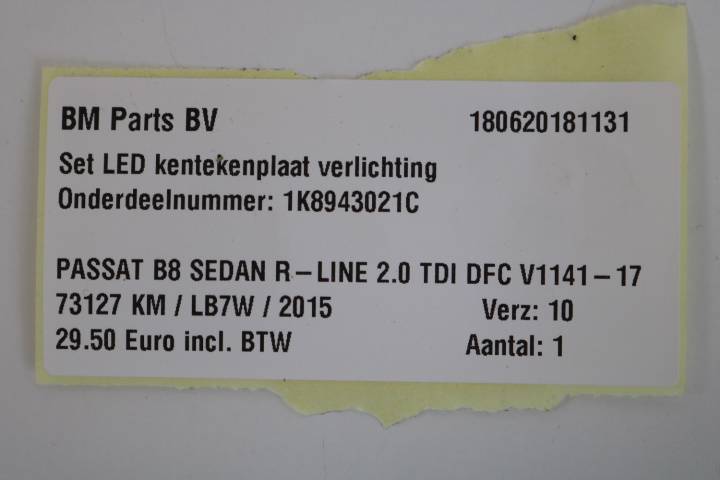 BM Parts BV 180620181131
Set LED kentekenplaat verlichting
Onderdeelnummer: 1K8943021C
PASSAT B8 SEDAN R-LINE 2.0 TDI DFC V1141-17
73127 KM / LB7W / 2015 Verz: 10
29.50 Euro incl. BTW Aantal: 1